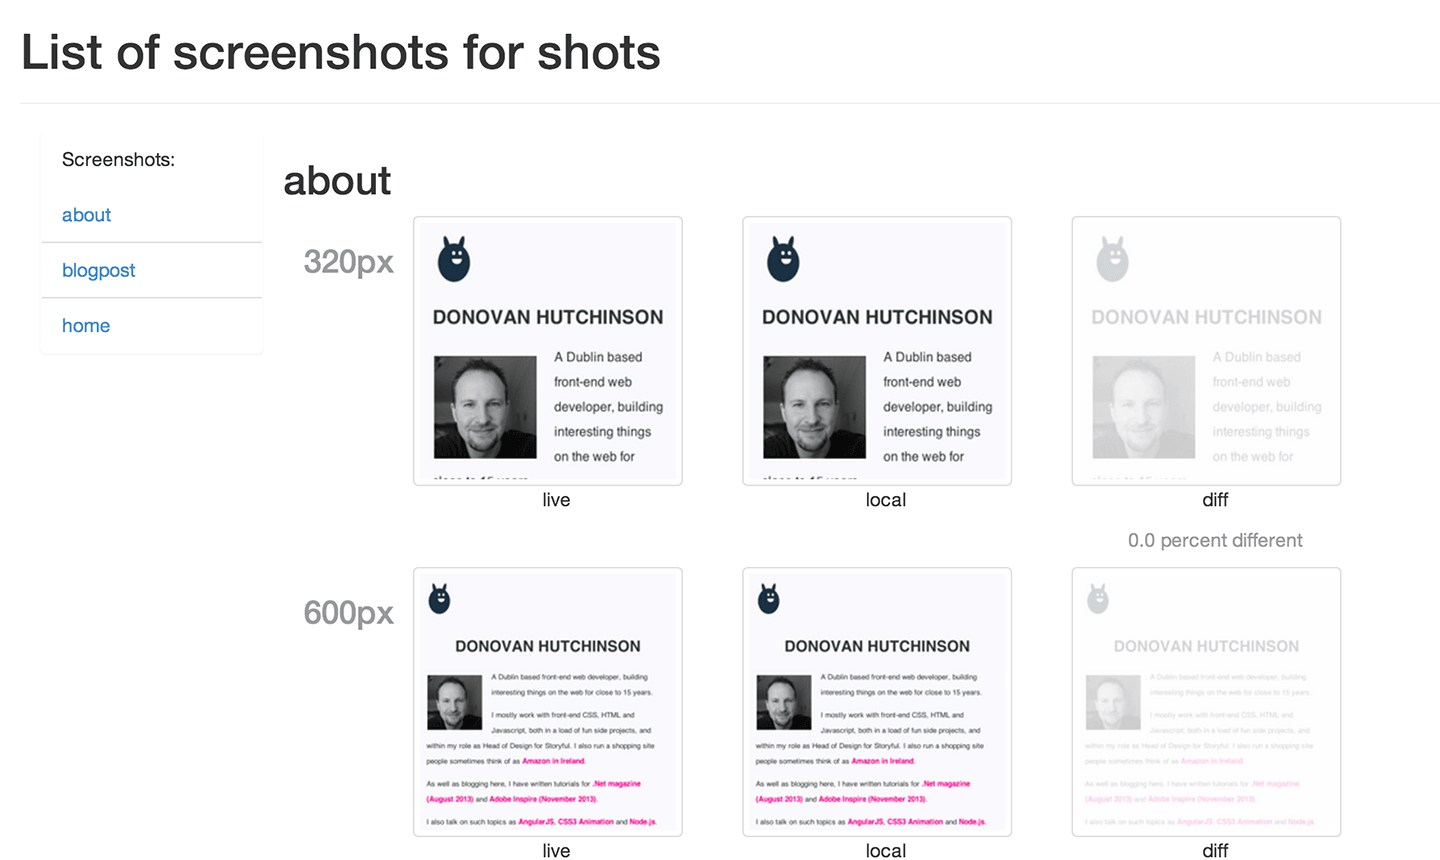 List of screenshots for shots
Screenshots:
about
blogpost
home
about
320px
DONOVAN HUTCHINSON
A Dublin based
front-end web
developer, building
interesting things
on the web for
close to 15 years
live
DONOVAN HUTCHINSON
A Dublin based
front-end web
developer, building
interesting things
on the web for
close to 15 years
local
DONOVAN HUTCHINSON
A Dublin based
front-end web
developer, building
interesting things
on the web for
close to 15 years
diff
0.0 percent different
600px
DONOVAN HUTCHINSON
A Dublin based front-end web developer, building
interesting things on the web for close to 15 years.
I mostly work with front-end CSS, HTML and
Javascript, both in a load of fun side projects, and
within my role as Head of Design for Storyful. I also run a shopping site
people sometimes think of as Amazon in Ireland.
As well as blogging here, I have written tutorials for .Net magazine
(August 2013) and Adobe Inspire (November 2013).
I also talk on such topics as AngularJS, CSS3 Animation and Node.js.
live
DONOVAN HUTCHINSON
A Dublin based front-end web developer, building
interesting things on the web for close to 15 years.
I mostly work with front-end CSS, HTML and
Javascript, both in a load of fun side projects, and
within my role as Head of Design for Storyful. I also run a shopping site
people sometimes think of as Amazon in Ireland.
As well as blogging here, I have written tutorials for .Net magazine
(August 2013) and Adobe Inspire (November 2013).
I also talk on such topics as AngularJS, CSS3 Animation and Node.js.
local
DONOVAN HUTCHINSON
A Dublin based front-end web developer, building
interesting things on the web for close to 15 years.
I mostly work with front-end CSS, HTML and
Javascript, both in a load of fun side projects, and
within my role as Head of Design for Storyful. I also run a shopping site
people sometimes think of as Amazon in Ireland.
As well as blogging here, I have written tutorials for .Net magazine
(August 2013) and Adobe Inspire (November 2013).
I also talk on such topics as AngularJS, CSS3 Animation and Node.js.
diff